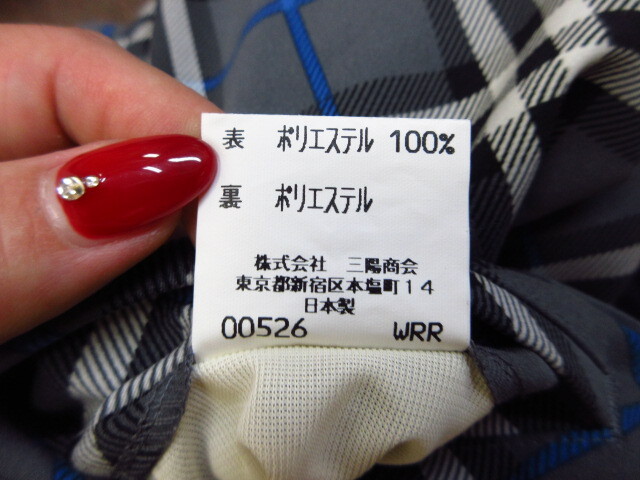 表 ポリエステル 100%
裏 ポリエステル
株式会社 三陽商会
東京都新宿区本塩町14
日本製
00526 WRR